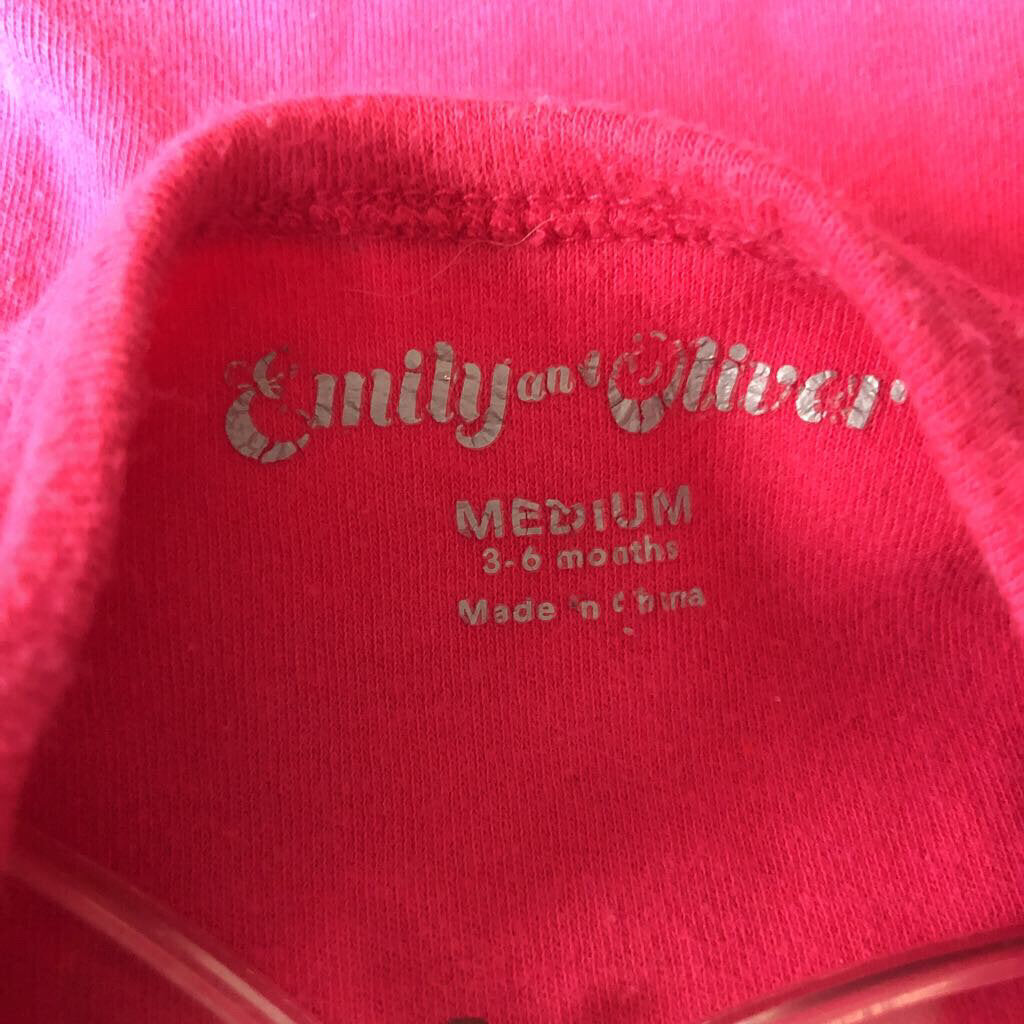 Emily and Oliver
MEDIUM
3-6 months
Made in China